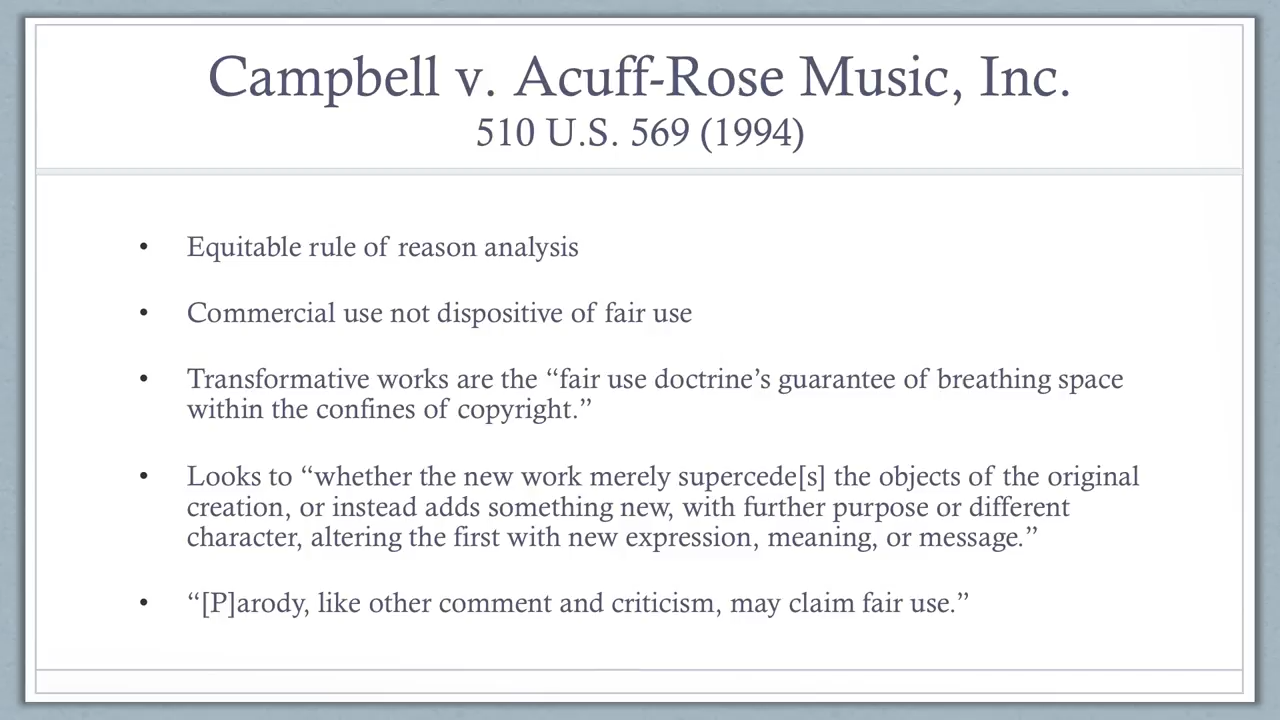 Campbell v. Acuff-Rose Music, Inc.
510 U.S. 569 (1994)
• Equitable rule of reason analysis
• Commercial use not dispositive of fair use
• Transformative works are the “fair use doctrine’s guarantee of breathing space
within the confines of copyright.”
• Looks to “whether the new work merely supercede[s] the objects of the original
creation, or instead adds something new, with further purpose or different
character, altering the first with new expression, meaning, or message.”
• “[P]arody, like other comment and criticism, may claim fair use.”